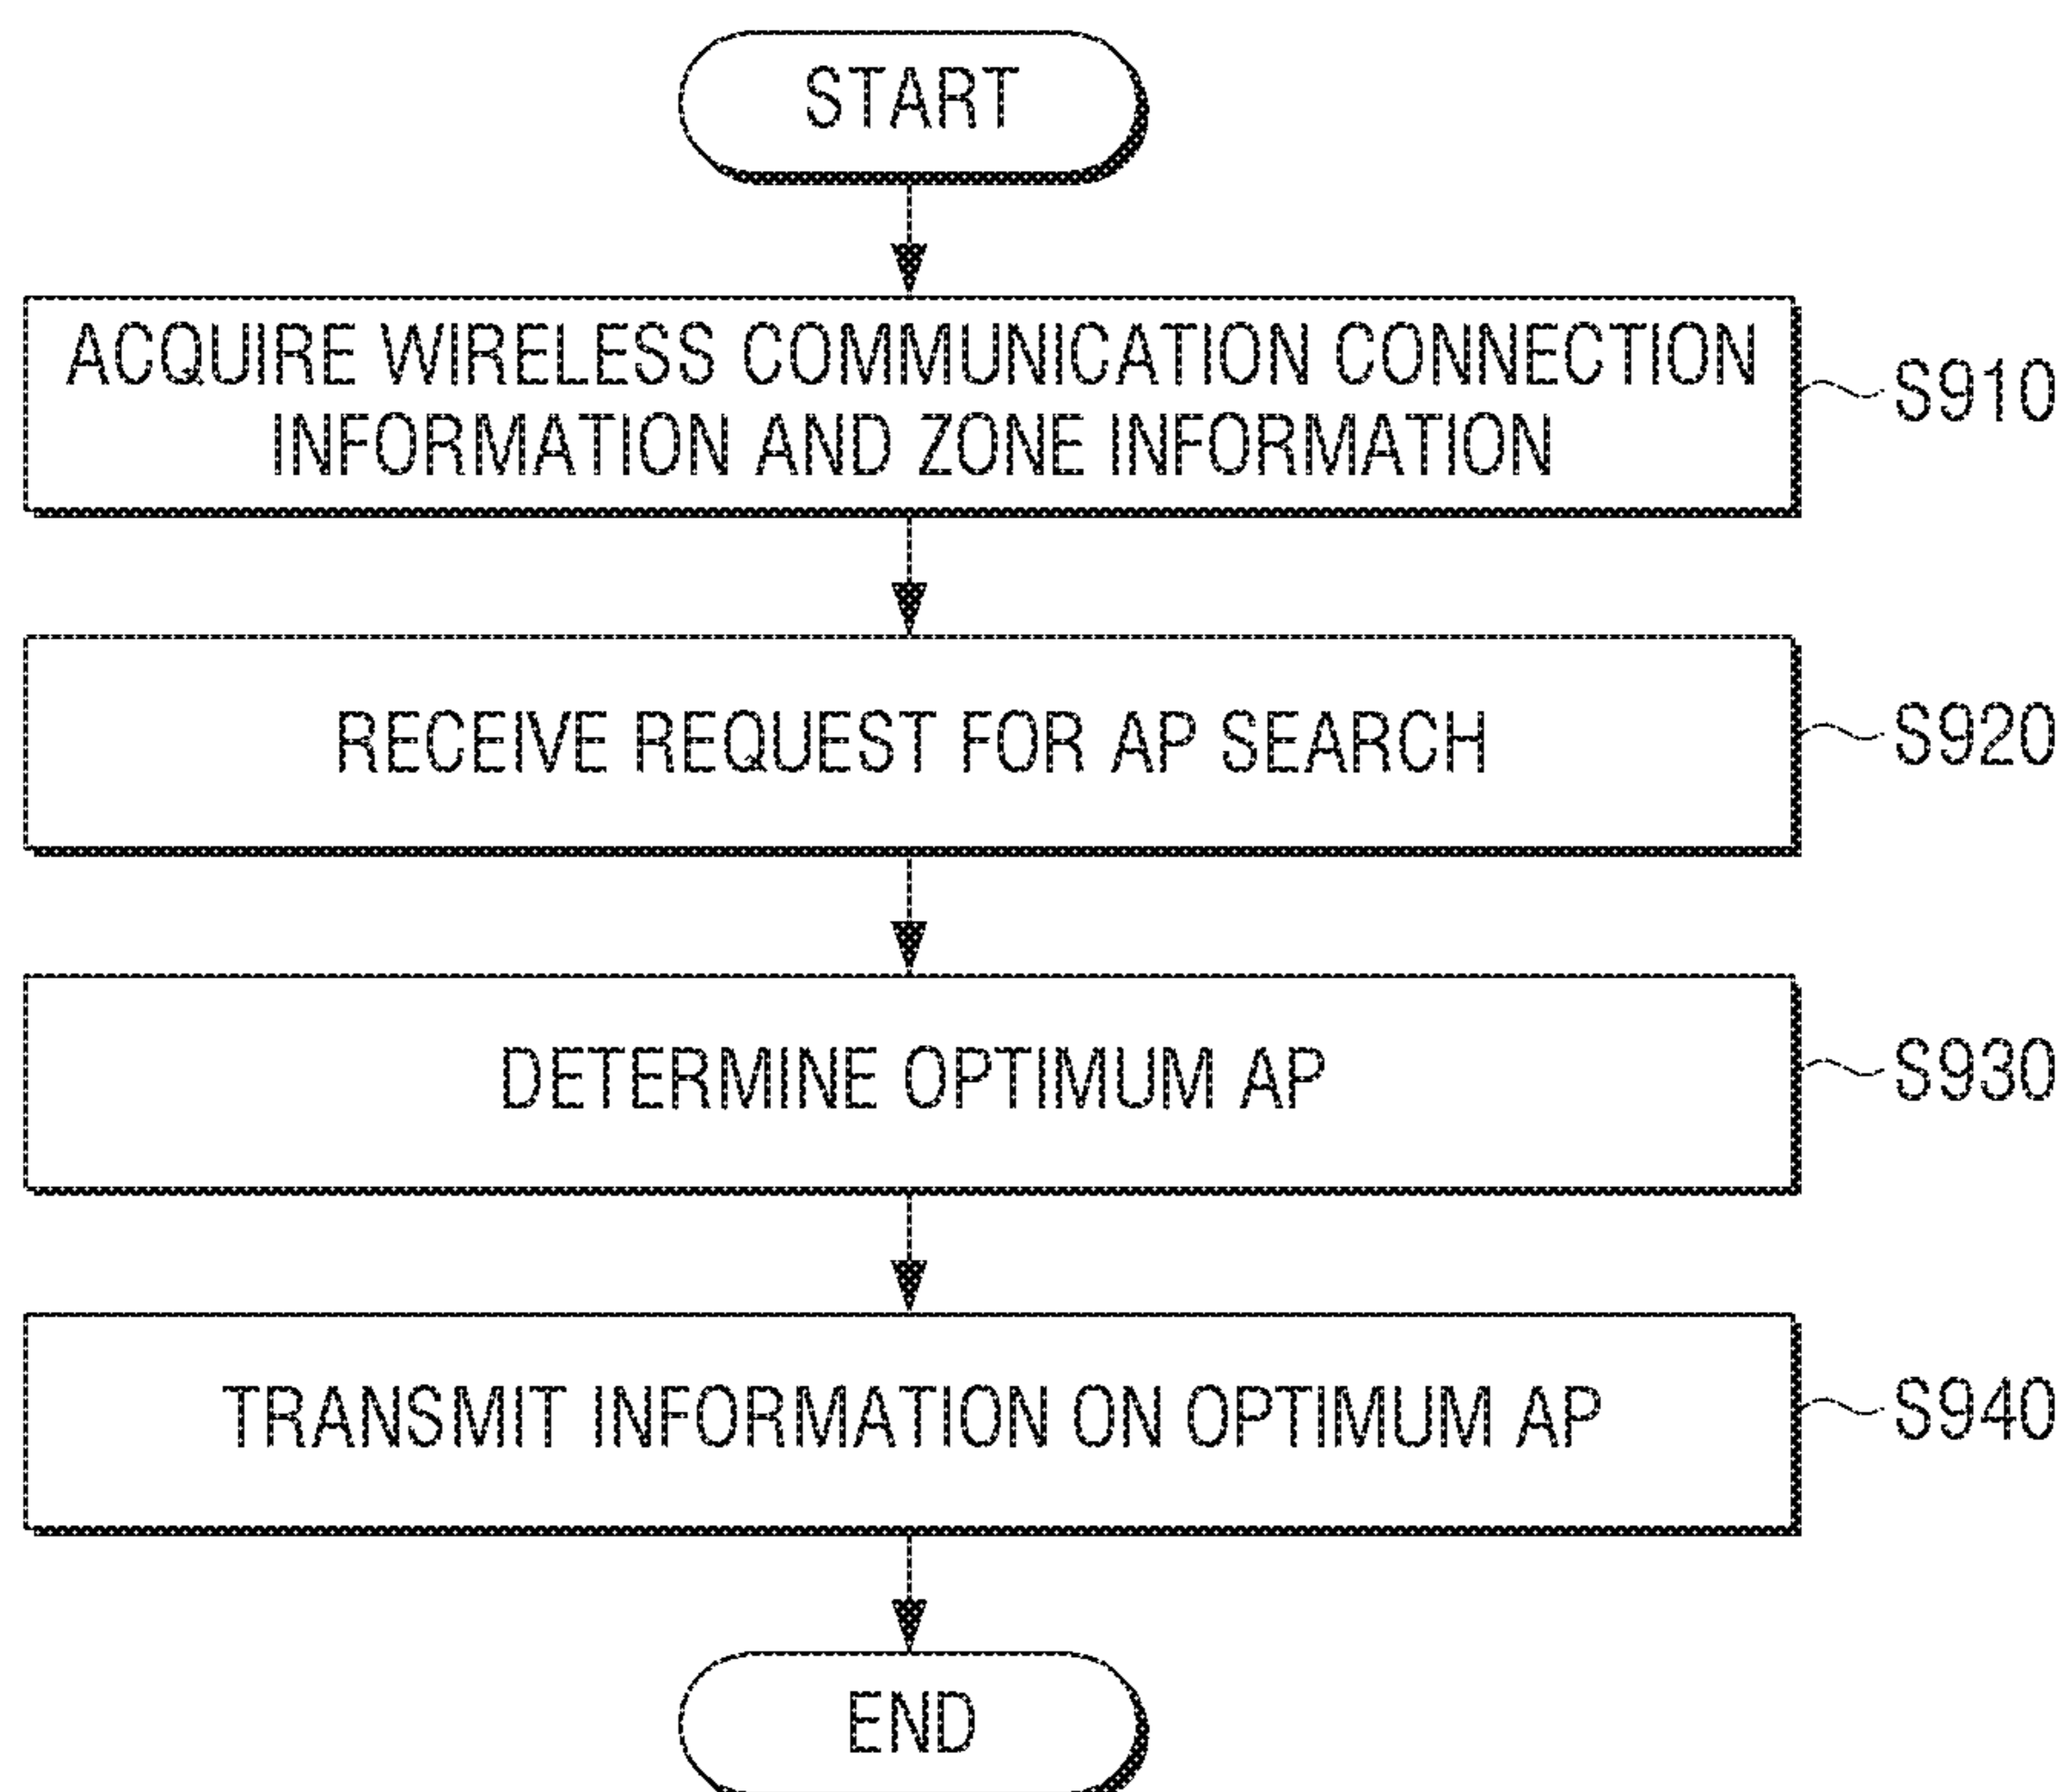 START
ACQUIRE WIRELESS COMMUNICATION CONNECTION
INFORMATION AND ZONE INFORMATION
S910
RECEIVE REQUEST FOR AP SEARCH
S920
DETERMINE OPTIMUM AP
S930
TRANSMIT INFORMATION ON OPTIMUM AP
S940
END